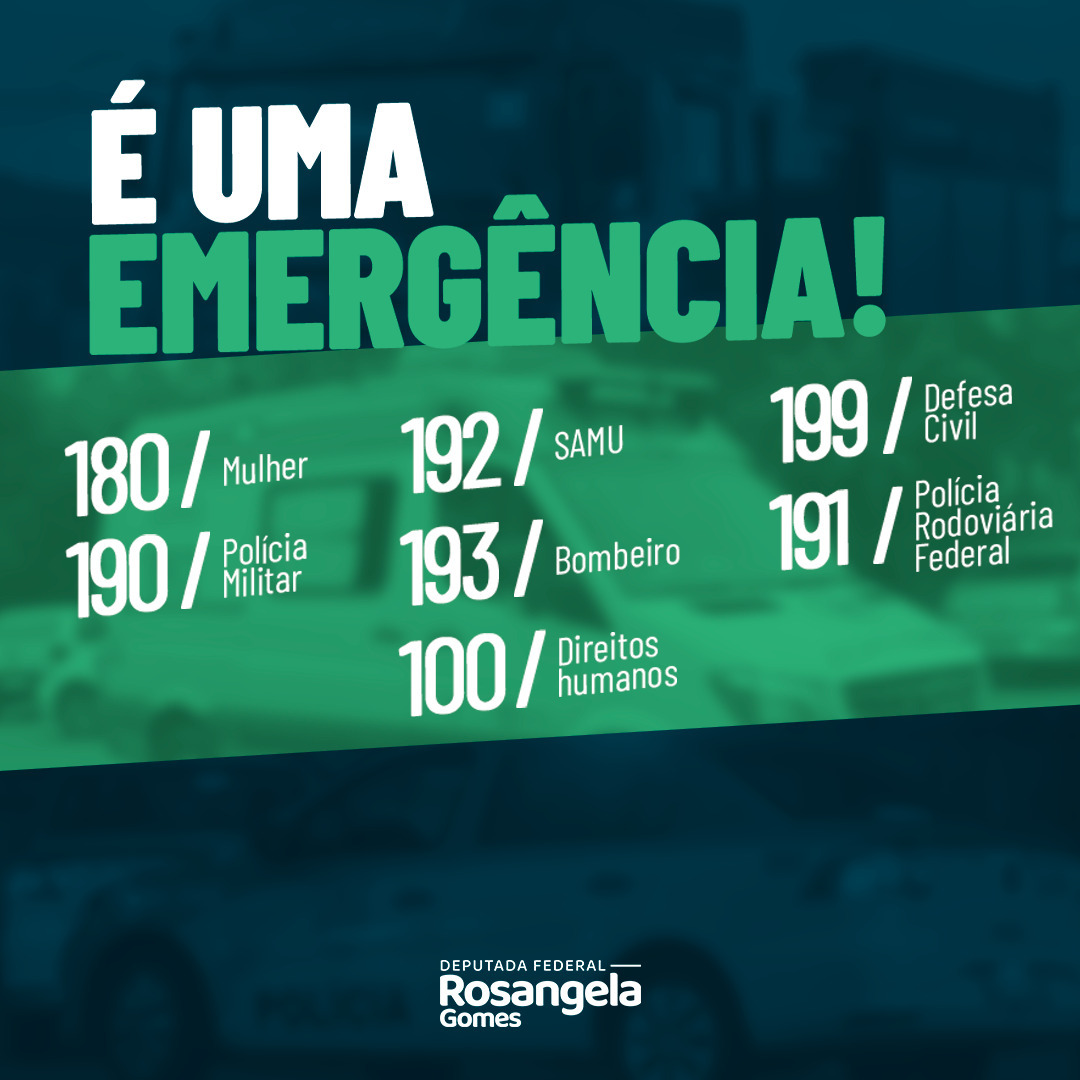 É UMA
EMERGÊNCIA!
180 / Mulher
190 / Polícia
Militar
192 / SAMU
193 / Bombeiro
100 / Direitos
humanos
199 / Defesa
Civil
191 / Polícia
Rodoviária
Federal
DEPUTADA FEDERAL
Rosangela
Gomes